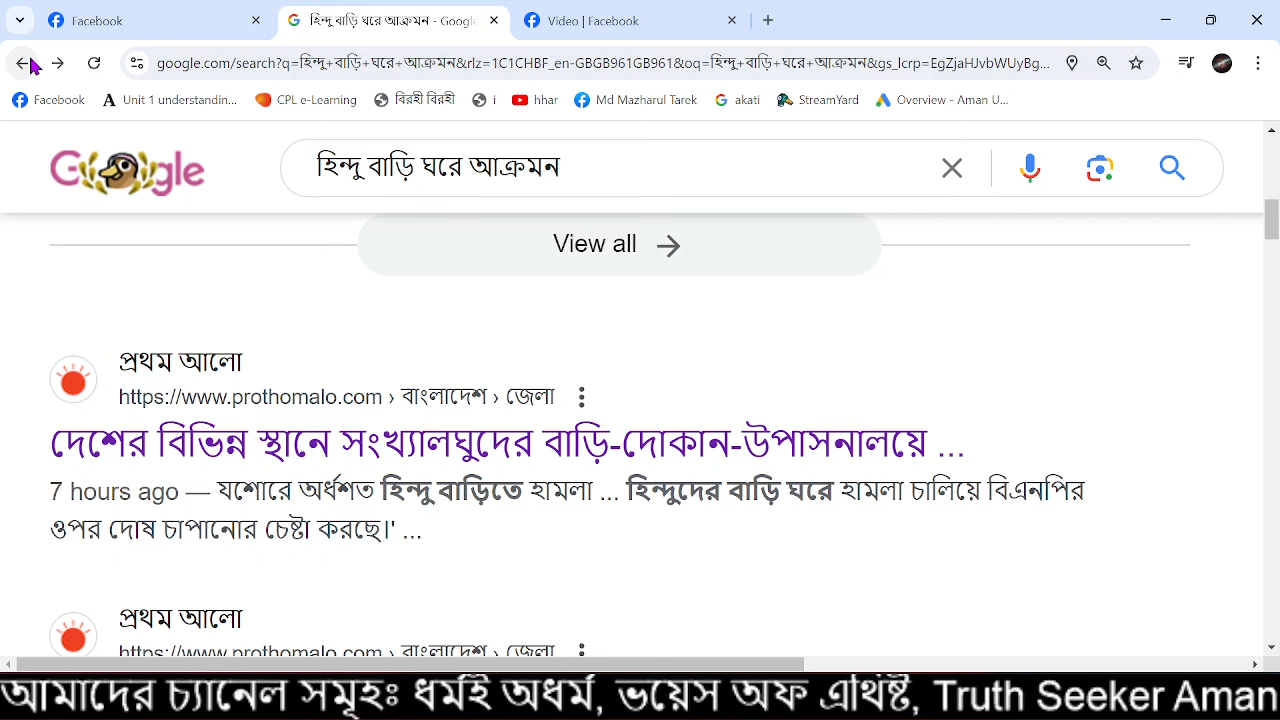 Facebook
হিন্দু বাড়ি ঘরে আক্রমন - Google
Video | Facebook
google.com/search?q=হিন্দু+বাড়ি+ঘরে+আক্রমন&rlz=1C1CHBF_en-GBGB961GB961&oq=হিন্দু+বাড়ি+ঘরে+আক্রমন&gs_lcrp=EgZjaHJvbWUyBg...
Facebook
Unit 1 understandin...
CPL e-Learning
বিরহী বিরহী
i
hhar
Md Mazharul Tarek
akati
StreamYard
Overview - Aman U...
Google
হিন্দু বাড়ি ঘরে আক্রমন
View all
প্রথম আলো
https://www.prothomalo.com › বাংলাদেশ › জেলা
দেশের বিভিন্ন স্থানে সংখ্যালঘুদের বাড়ি-দোকান-উপাসনালয়ে ...
7 hours ago — যশোরে অর্ধশত হিন্দু বাড়িতে হামলা ... হিন্দুদের বাড়ি ঘরে হামলা চালিয়ে বিএনপির
ওপর দোষ চাপানোর চেষ্টা করছে।' ...
প্রথম আলো
https://www.prothomalo.com › বাংলাদেশ › জেলা
আমাদের চ্যানেল সমূহঃ ধর্মই অধর্ম, ভয়েস অফ এথিষ্ট, Truth Seeker Aman